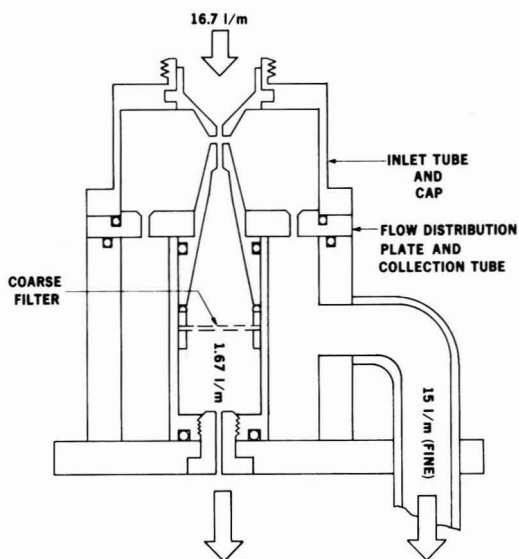 16.7 l/m
INLET TUBE
AND
CAP
FLOW DISTRIBUTION
PLATE AND
COLLECTION TUBE
COARSE
FILTER
1.67 l/m
15 l/m (FINE)